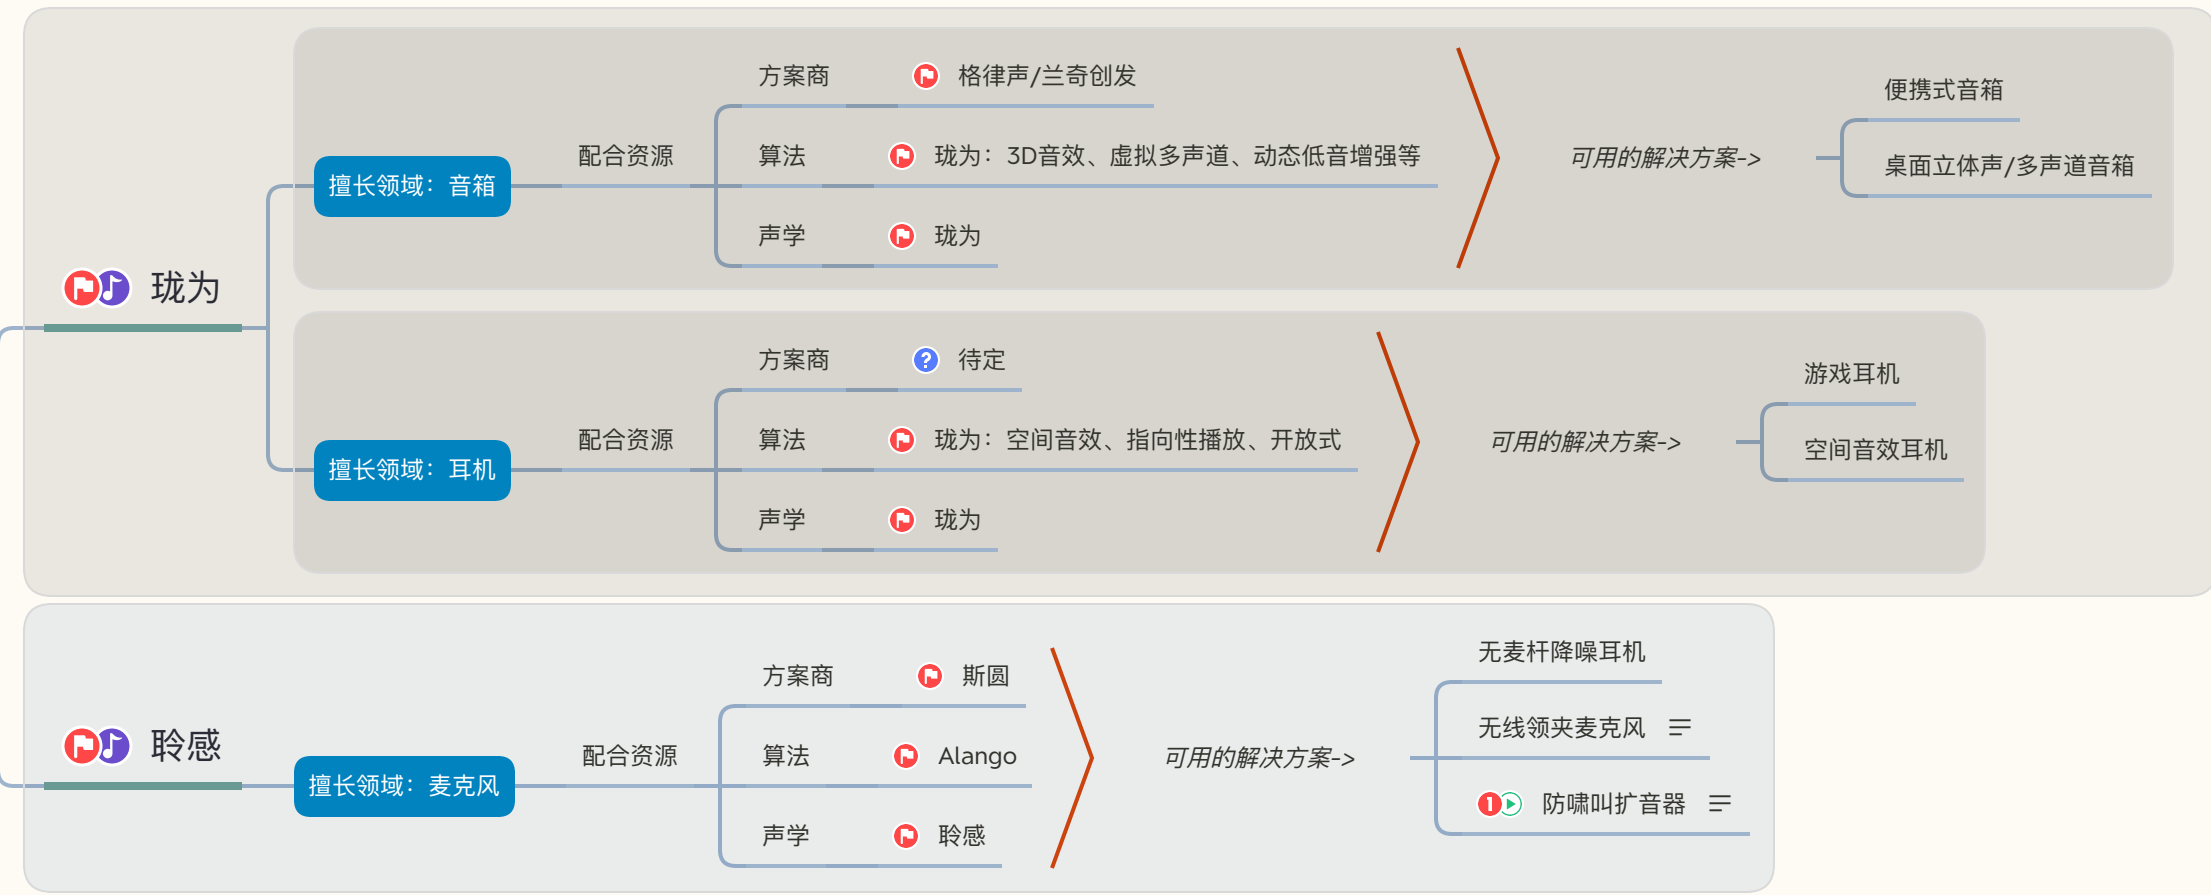 珑为
擅长领域：音箱
配合资源
方案商
格律声/兰奇创发
算法
珑为：3D音效、虚拟多声道、动态低音增强等
声学
珑为
可用的解决方案->
便携式音箱
桌面立体声/多声道音箱
擅长领域：耳机
配合资源
方案商
待定
算法
珑为：空间音效、指向性播放、开放式
声学
珑为
可用的解决方案->
游戏耳机
空间音效耳机
聆感
擅长领域：麦克风
配合资源
方案商
斯圆
算法
Alango
声学
聆感
可用的解决方案->
无麦杆降噪耳机
无线领夹麦克风
1
防啸叫扩音器